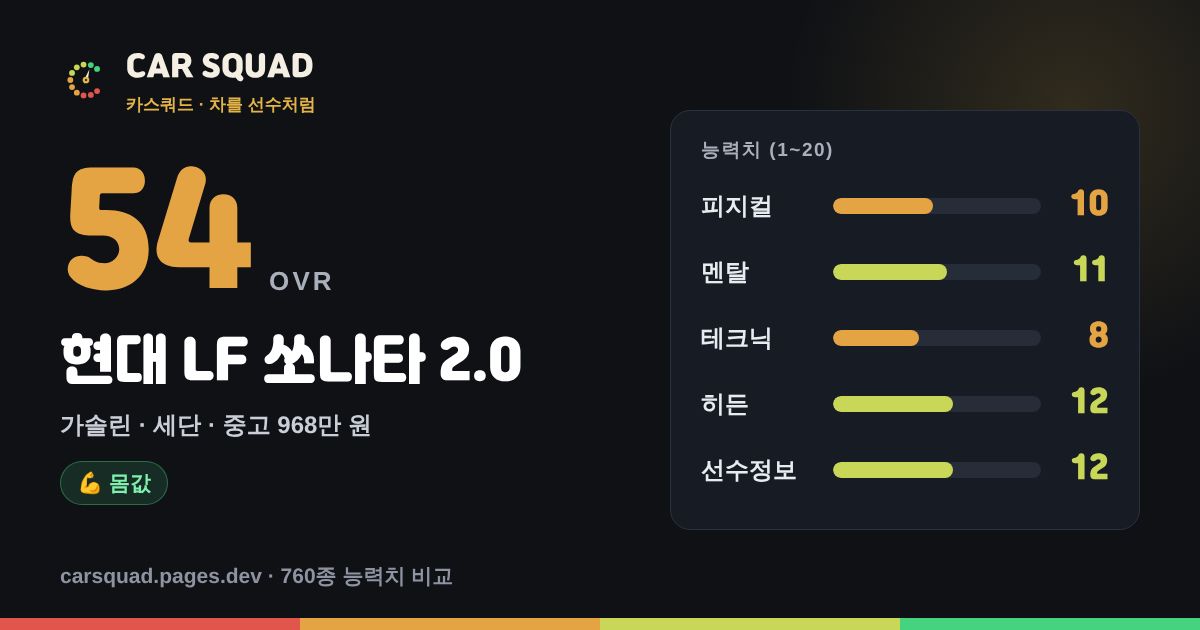 CAR SQUAD
카스쿼드 · 차를 선수처럼
54 OVR
현대 LF 쏘나타 2.0
가솔린 · 세단 · 중고 968만 원
💪 몸값
carsquad.pages.dev · 760종 능력치 비교
능력치 (1~20)
피지컬 10
멘탈 11
테크닉 8
히든 12
선수정보 12